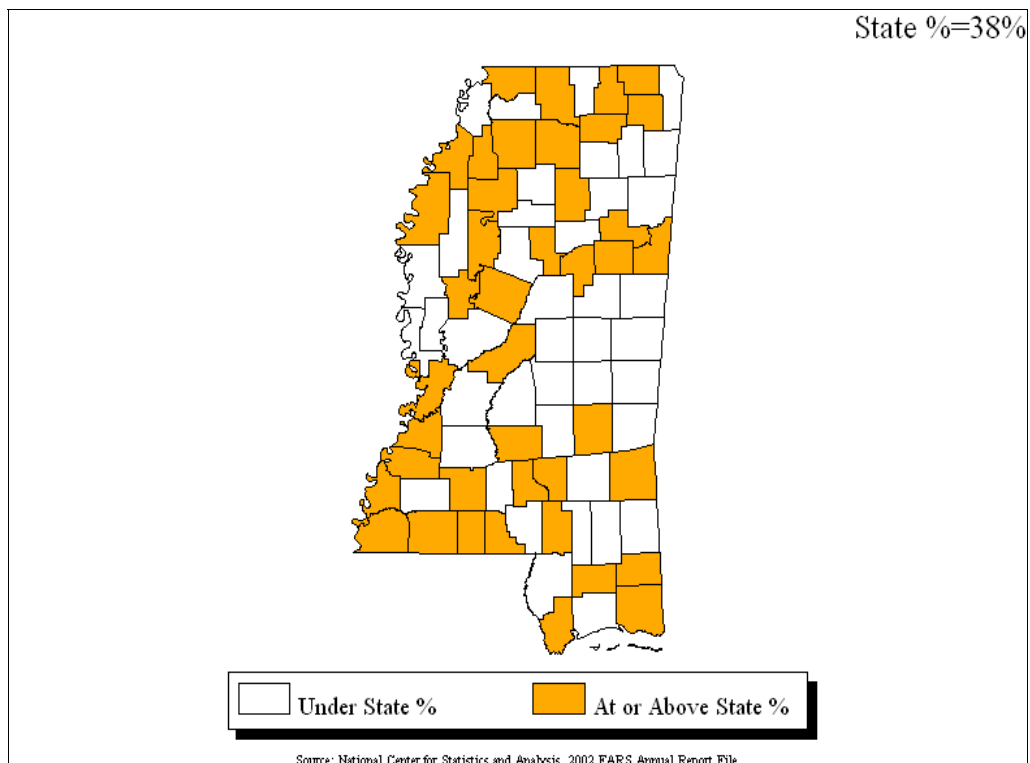 State %=38%
Under State %
At or Above State %
Source: National Center for Statistics and Analysis, 2002 FARS Annual Report File